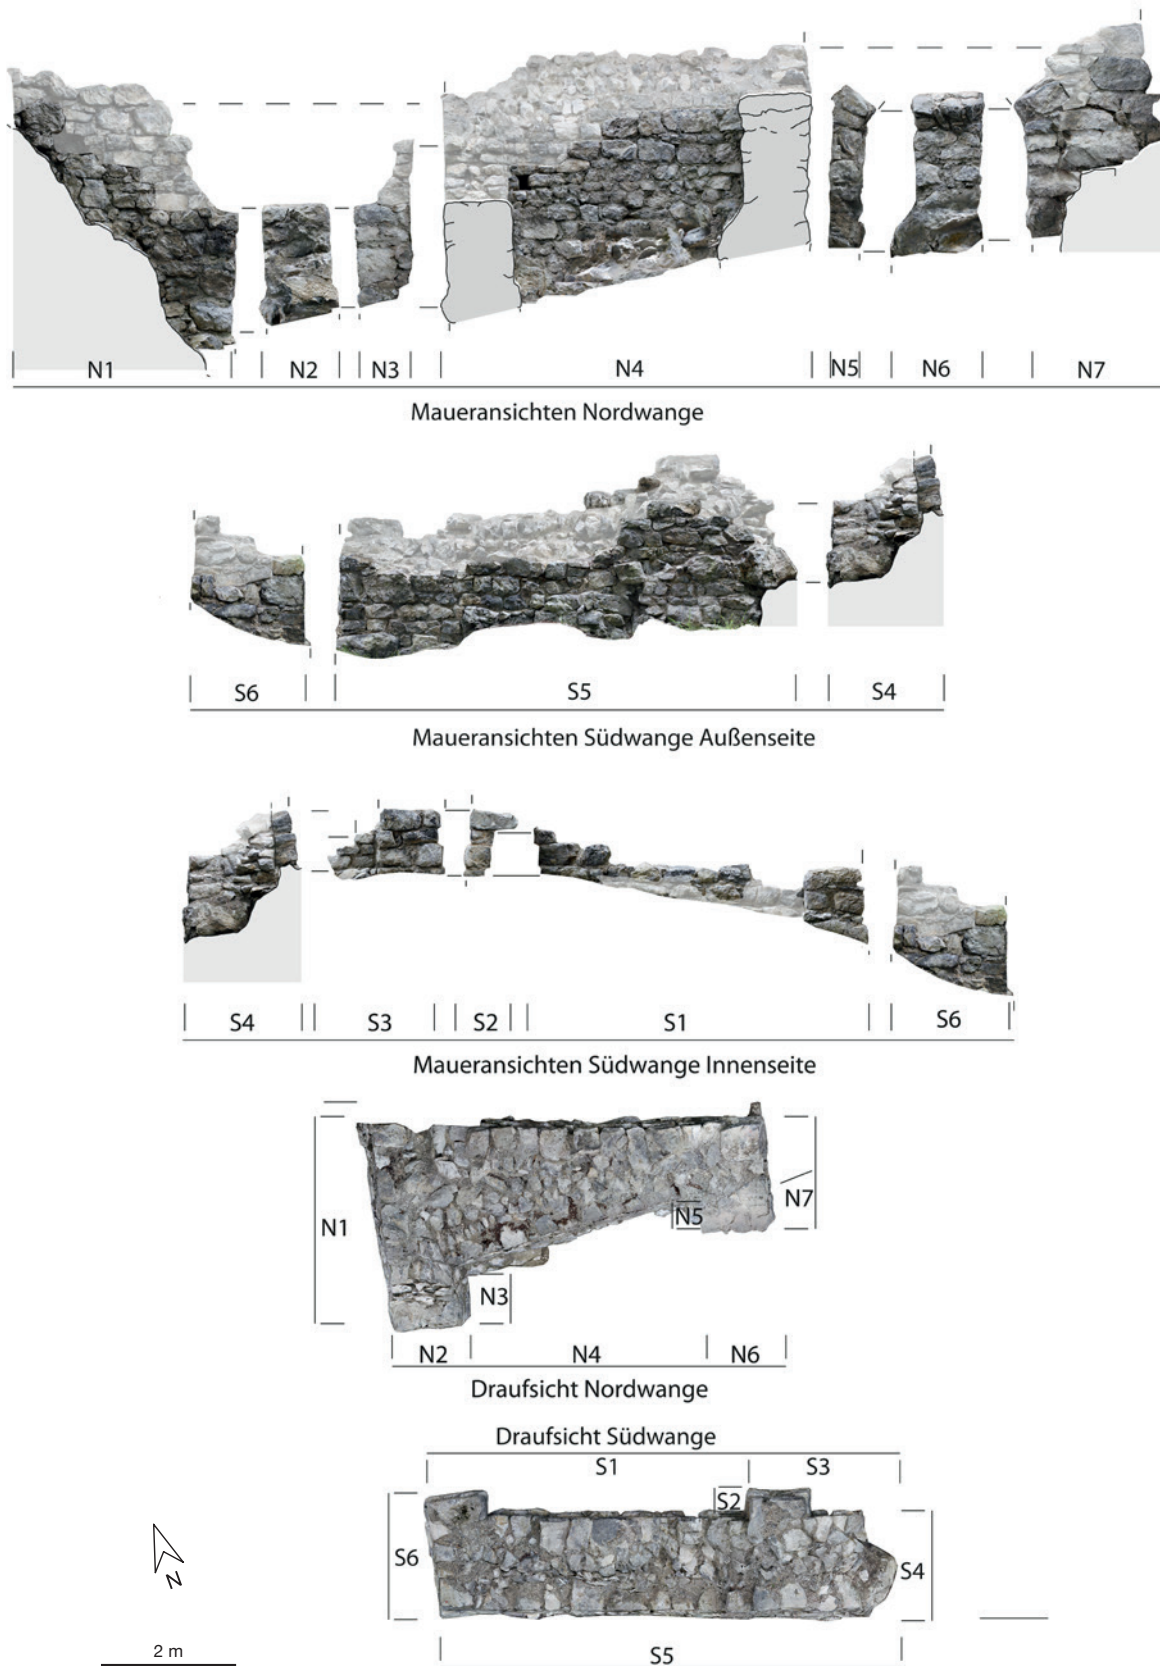 N1 N2 N3 N4 N5 N6 N7
Maueransichten Nordwange
S6 S5 S4
Maueransichten Südwange Außenseite
S4 S3 S2 S1 S6
Maueransichten Südwange Innenseite
N1
N7
N5
N3
N2 N4 N6
Draufsicht Nordwange
Draufsicht Südwange
S1 S3
S2
S6
S4
S5
N
2 m